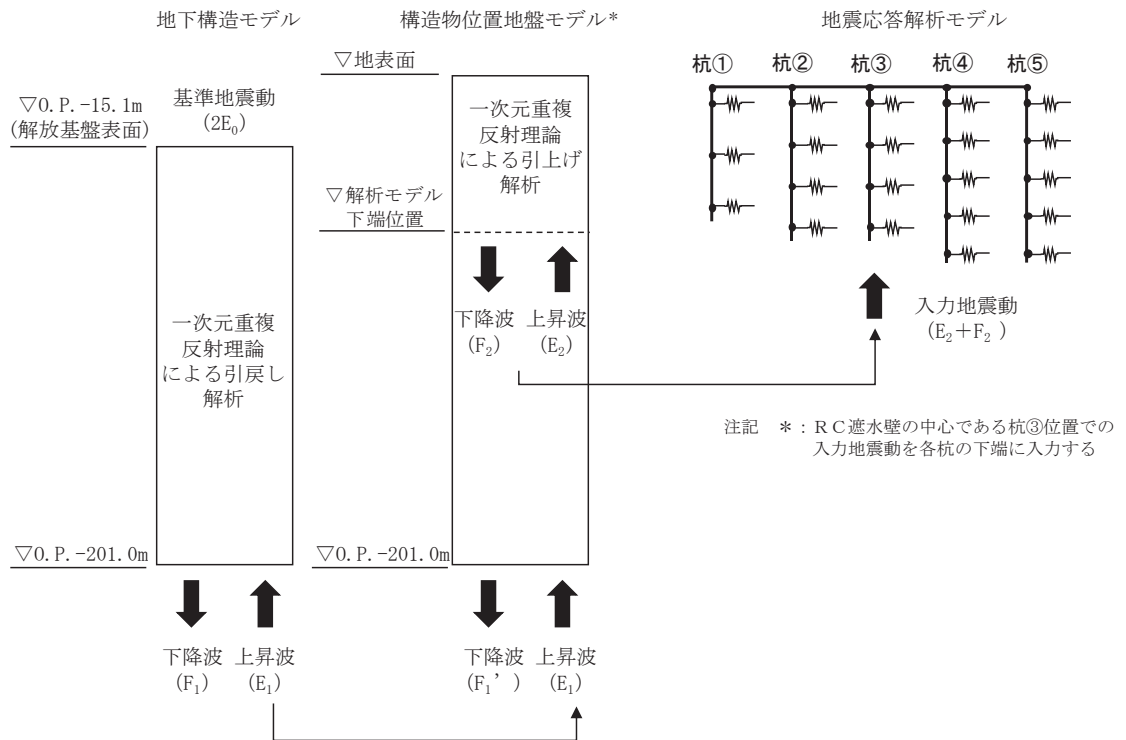 地下構造モデル
▽O.P.-15.1m
(解放基盤表面)
基準地震動
(2E₀)
一次元重複
反射理論
による引戻し
解析
▽O.P.-201.0m
下降波
(F₁)
上昇波
(E₁)
構造物位置地盤モデル*
▽地表面
一次元重複
反射理論
による引上げ
解析
▽解析モデル
下端位置
下降波
(F₂)
上昇波
(E₂)
▽O.P.-201.0m
下降波
(F₁’)
上昇波
(E₁)
地震応答解析モデル
杭① 杭② 杭③ 杭④ 杭⑤
入力地震動
(E₂+F₂)
注記 *:RC遮水壁の中心である杭③位置での
入力地震動を各杭の下端に入力する